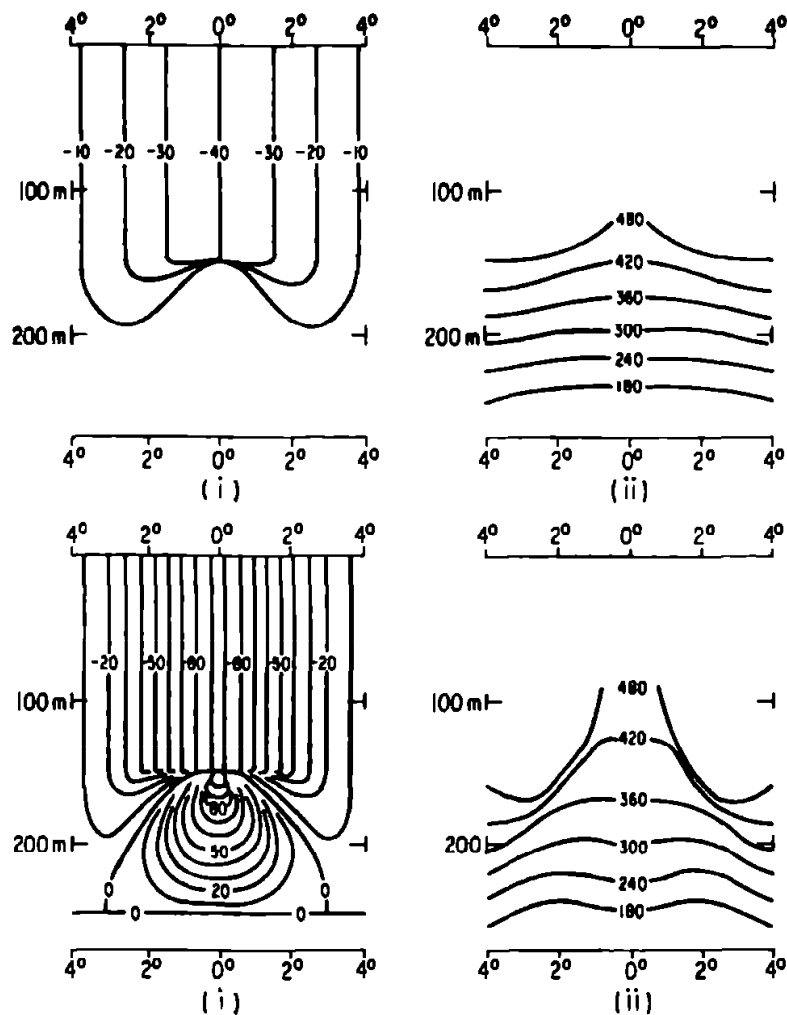 4° 2° 0° 2° 4° 4° 2° 0° 2° 4°
-10 -20 -30 -40 -30 -20 -10
100 m 100 m
480
420
360
200 m 200 m 300
240
180
4° 2° 0° 2° 4° 4° 2° 0° 2° 4°
(i) (ii)
4° 2° 0° 2° 4° 4° 2° 0° 2° 4°
-20 -50 -80 -80 -50 -20
100 m 100 m 480
420
80 360
200 m 50 200 300
20 240
0 0 0 0 180
4° 2° 0° 2° 4° 4° 2° 0° 2° 4°
(i) (ii)